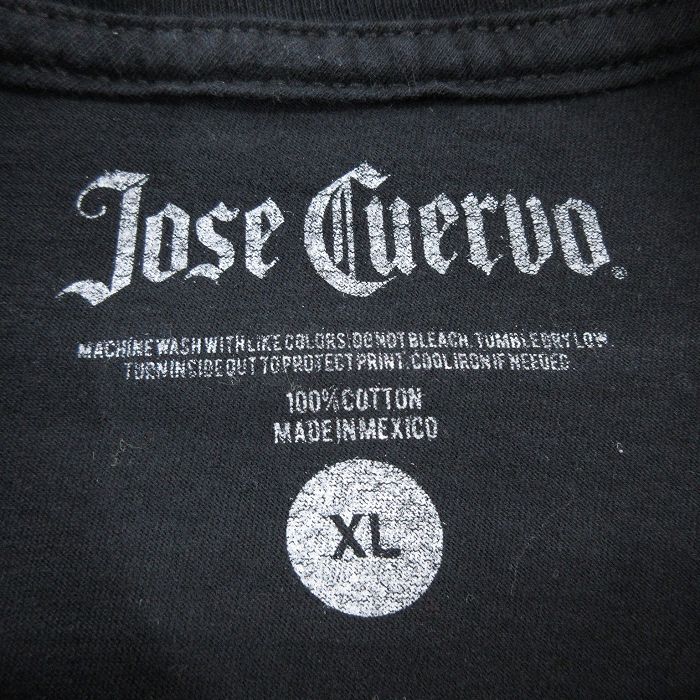 Jose Cuervo®
MACHINE WASH WITH LIKE COLORS. DO NOT BLEACH. TUMBLE DRY LOW.
TURN INSIDE OUT TO PROTECT PRINT. COOL IRON IF NEEDED.
100% COTTON
MADE IN MEXICO
XL